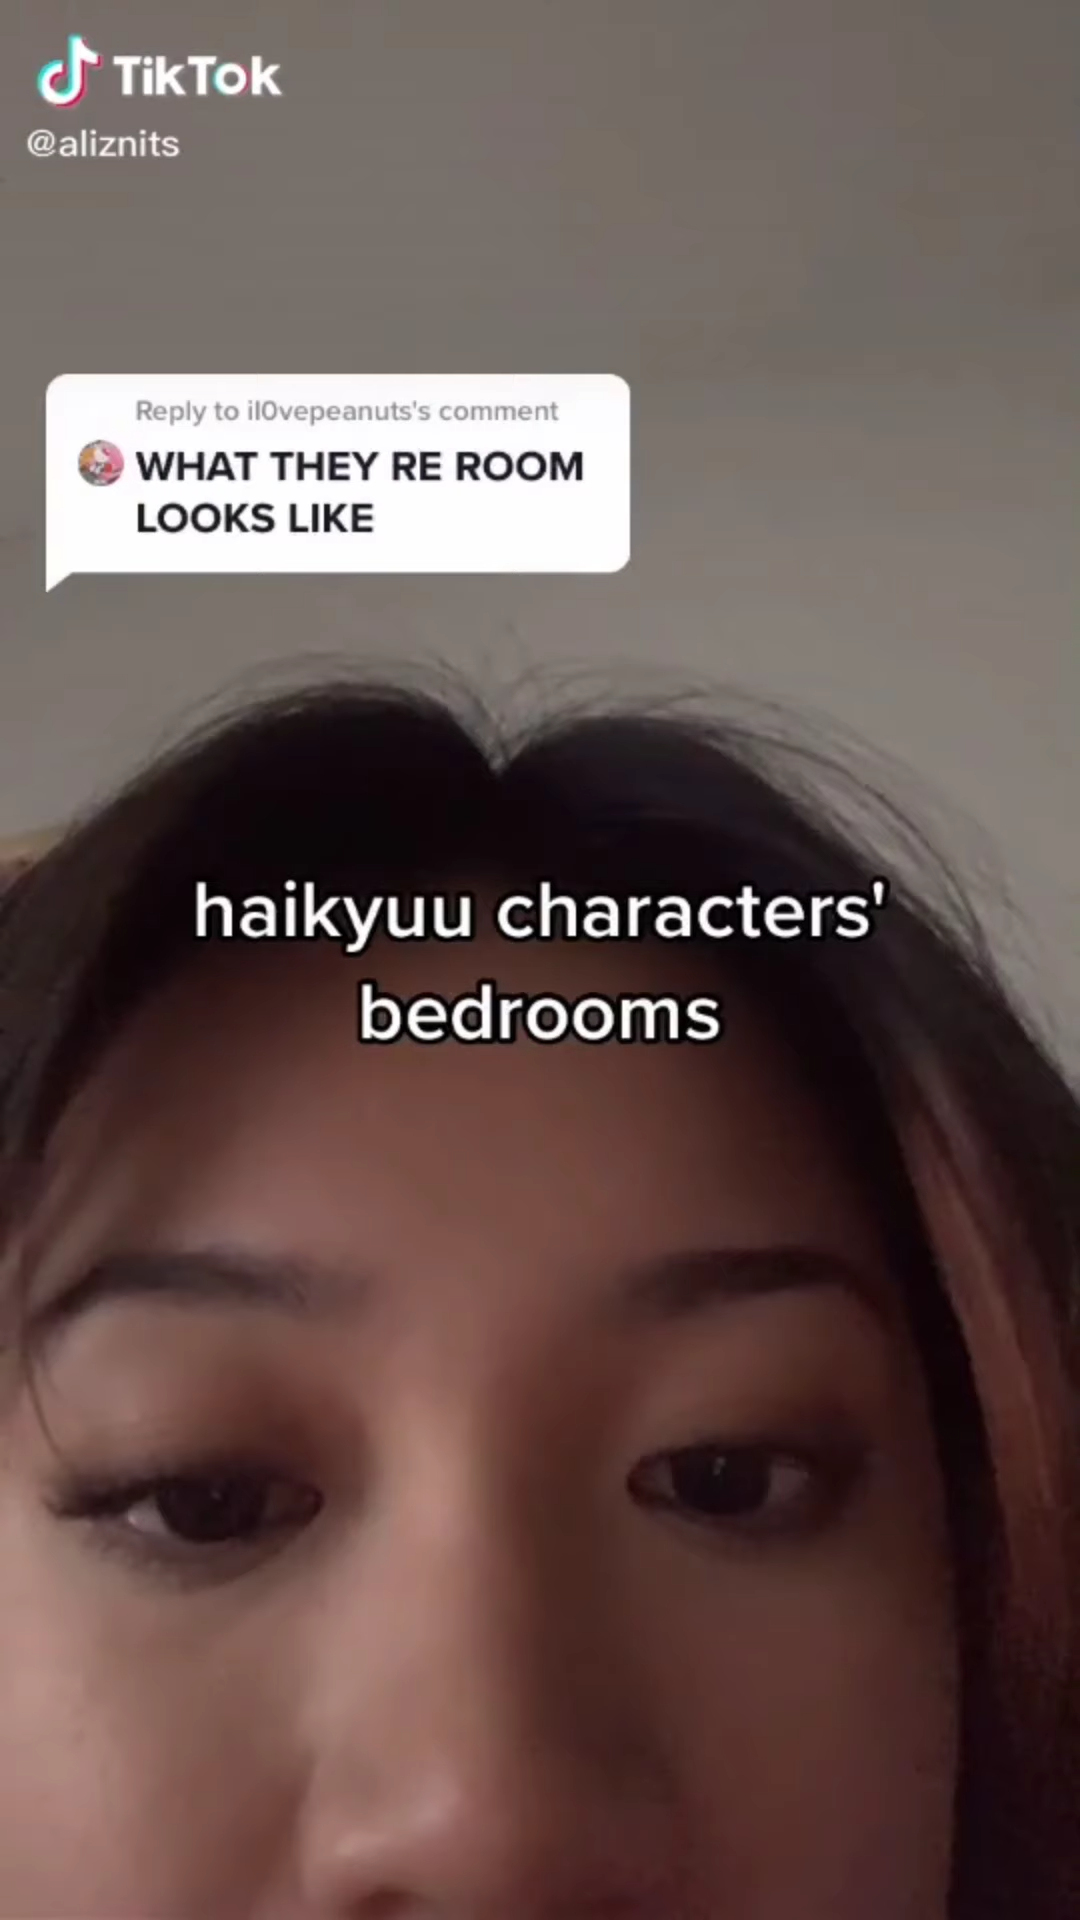 TikTok
@aliznits
Reply to il0vepeanuts's comment
WHAT THEY RE ROOM
LOOKS LIKE
haikyuu characters'
bedrooms